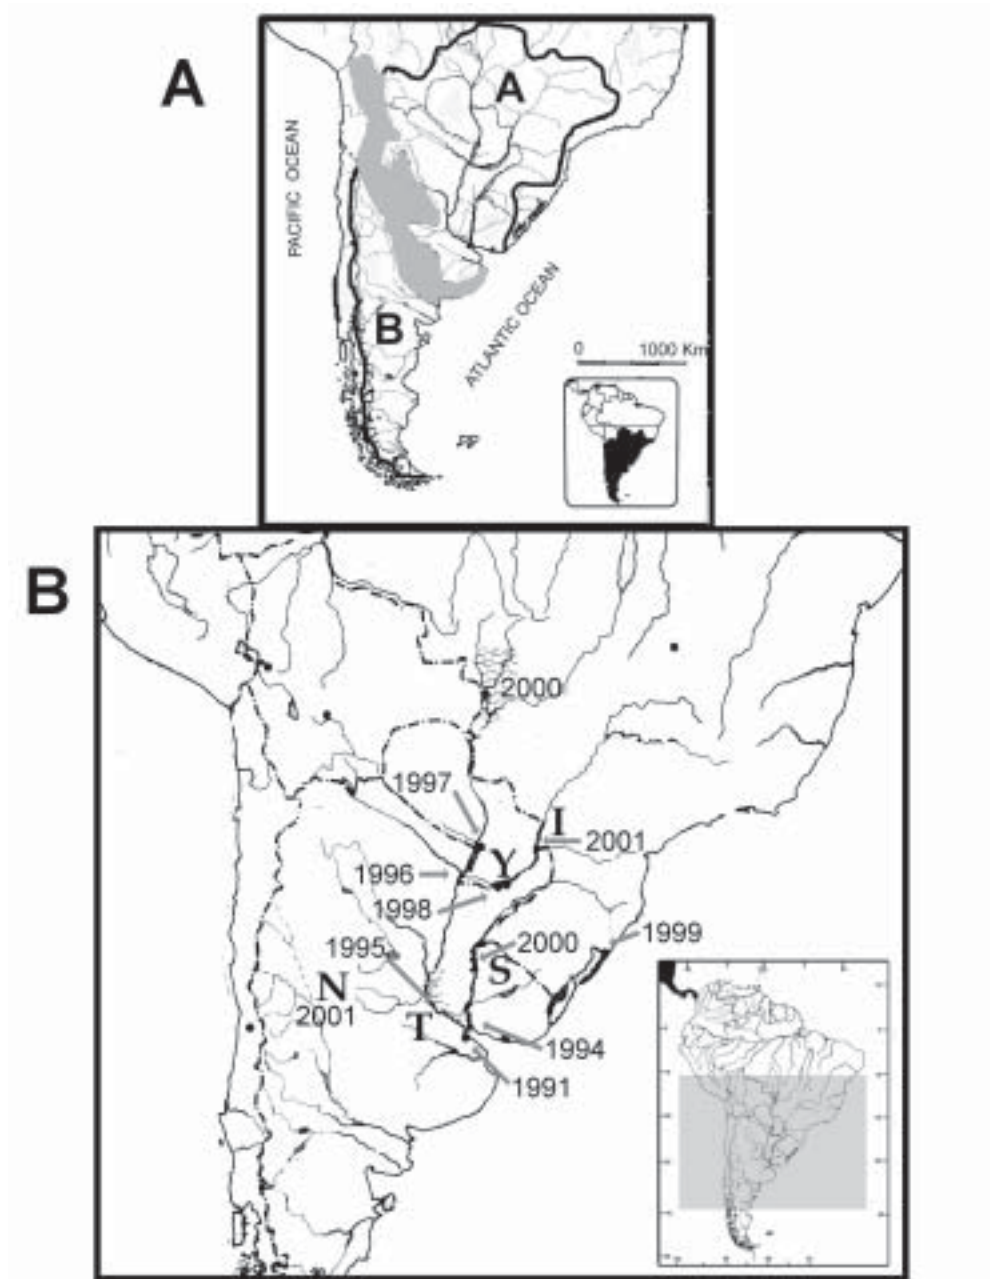 A
A
PACIFIC OCEAN
B
ATLANTIC OCEAN
0 1000 Km
B
2000
1997
I
2001
Y
1996
1998
1999
1995
2000
S
N
2001
T
1994
1991